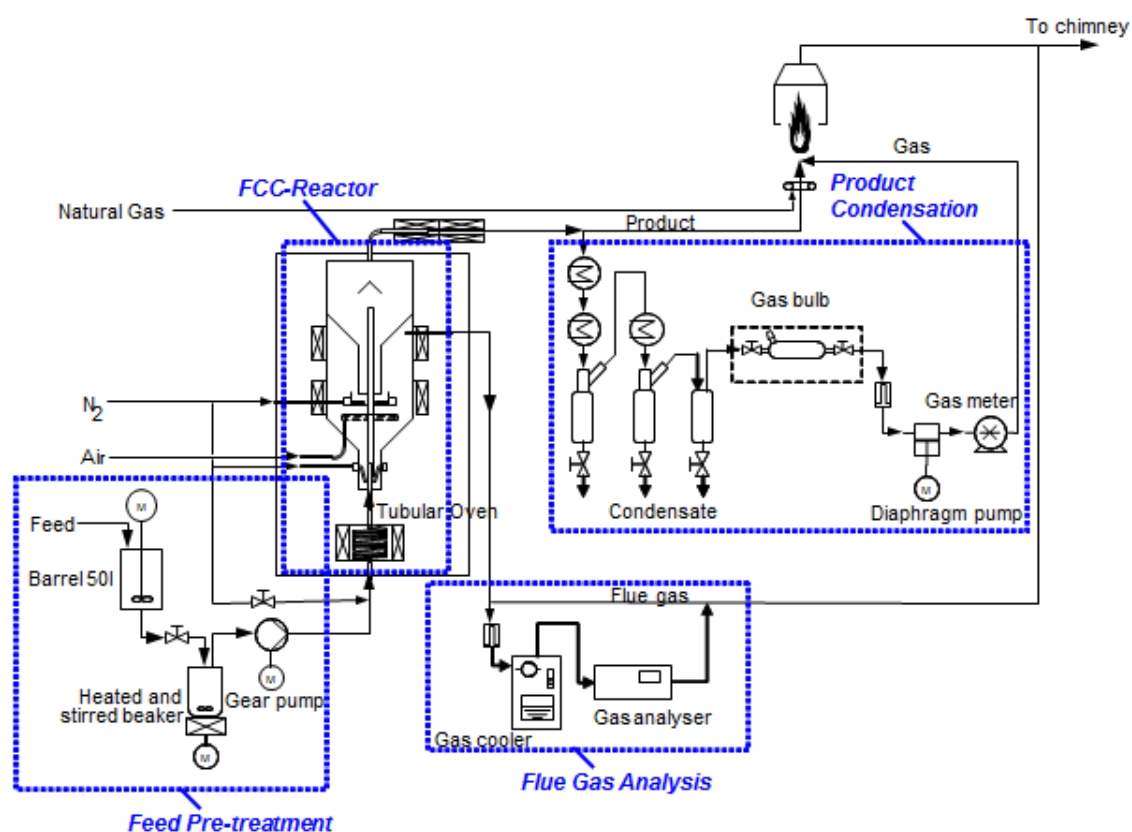 To chimney
Gas
FCC-Reactor
Product
Condensation
Natural Gas
Product
Gas bulb
N2
Gas meter
Air
Tubular Oven
Condensate
Diaphragm pump
M
M
Feed
Barrel 50l
Flue gas
Heated and
stirred beaker
Gear pump
M
M
Gas analyser
Gas cooler
Flue Gas Analysis
Feed Pre-treatment